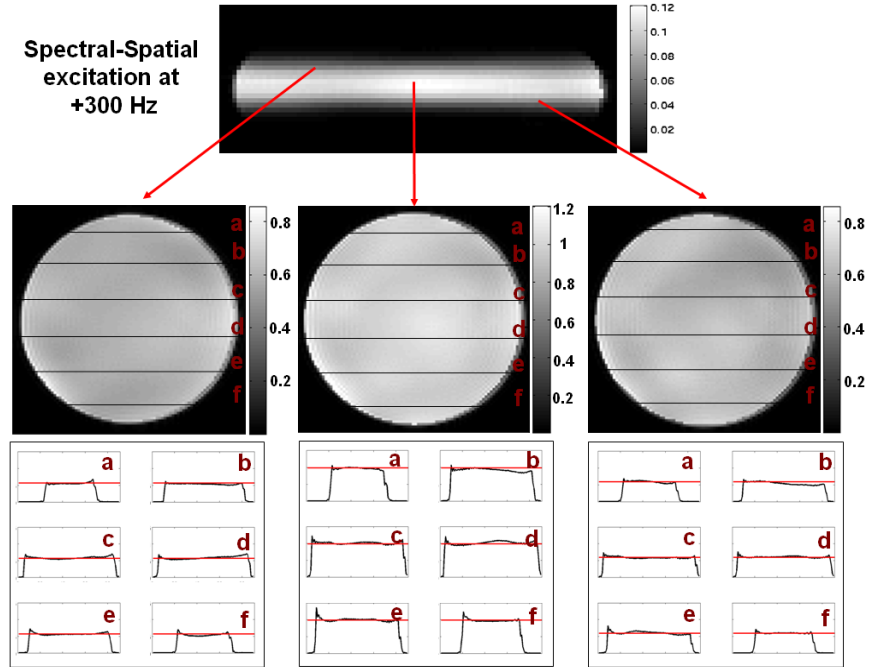 Spectral-Spatial
excitation at
+300 Hz
0.12
0.1
0.08
0.06
0.04
0.02
a
b
c
d
e
f
0.8
0.6
0.4
0.2
a
b
c
d
e
f
1.2
1
0.8
0.6
0.4
0.2
a
b
c
d
e
f
0.8
0.6
0.4
0.2
a b
c d
e f
a b
c d
e f
a b
c d
e f